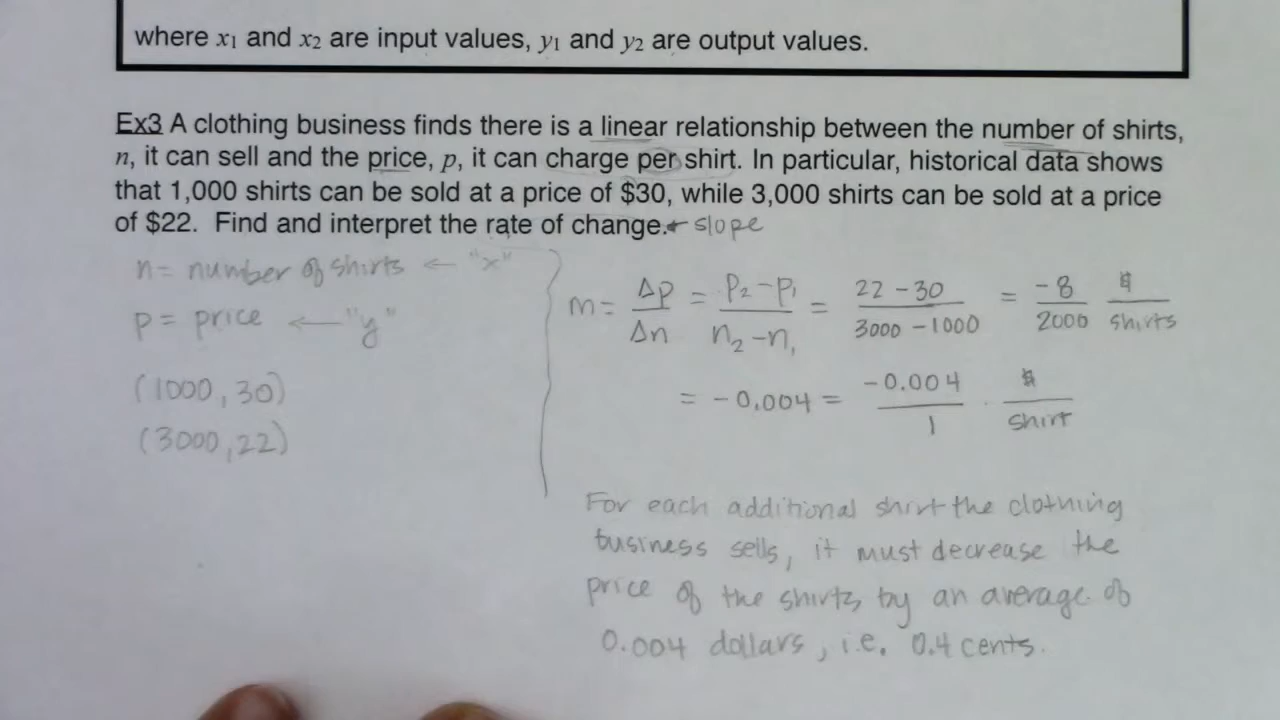 where x1 and x2 are input values, y1 and y2 are output values.
Ex3 A clothing business finds there is a linear relationship between the number of shirts,
n, it can sell and the price, p, it can charge per shirt. In particular, historical data shows
that 1,000 shirts can be sold at a price of $30, while 3,000 shirts can be sold at a price
of $22. Find and interpret the rate of change. ← slope
n = number of shirts ← "x"
p = price ← "y"
(1000, 30)
(3000, 22)
m = Δp/Δn = p2 - p1/n2 - n1 = 22 - 30/3000 - 1000 = -8/2000 $/shirts
= -0.004 = -0.004/1 · $/shirt
For each additional shirt the clothing
business sells, it must decrease the
price of the shirts by an average of
0.004 dollars, i.e. 0.4 cents.